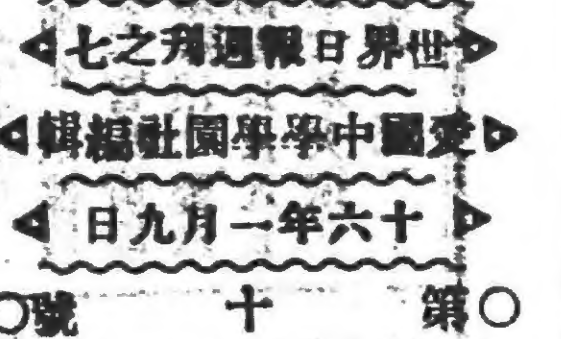 世界日報週刋之七
愛國中學學園社編輯
十六年一月九日
○第十號○